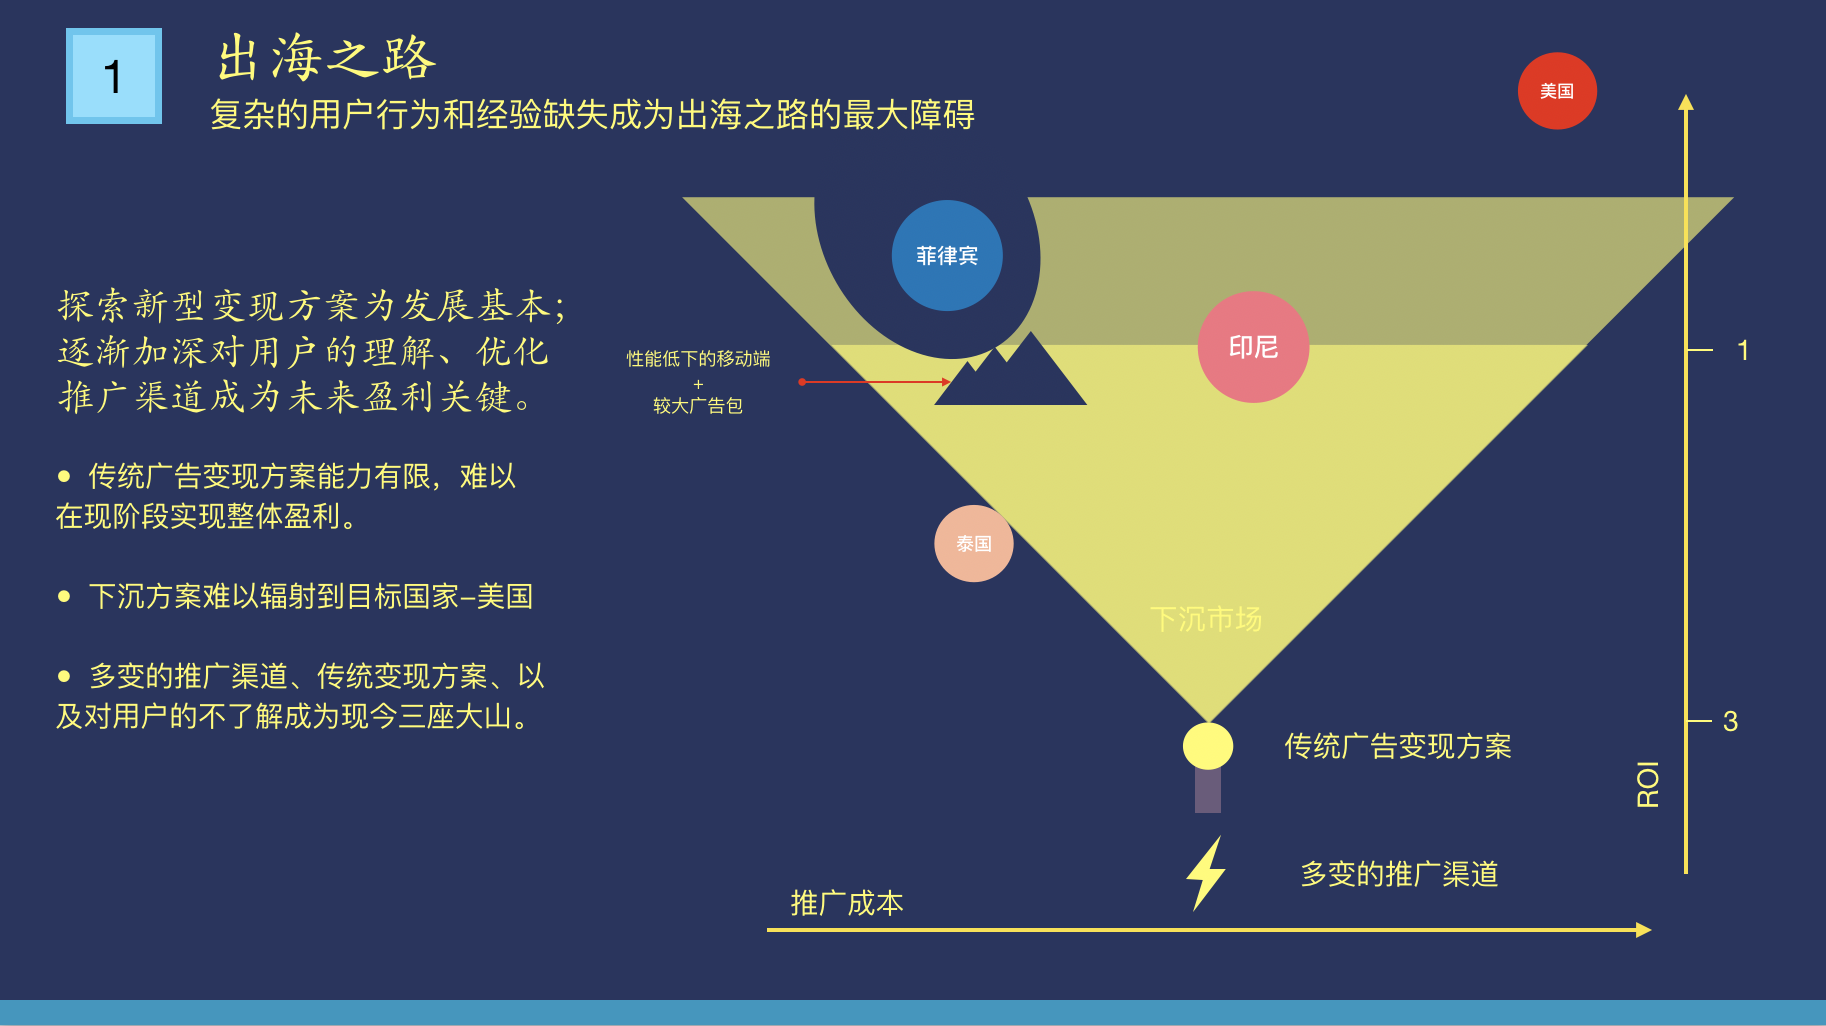 1
出海之路
复杂的用户行为和经验缺失成为出海之路的最大障碍
探索新型变现方案为发展基本；
逐渐加深对用户的理解、优化
推广渠道成为未来盈利关键。
• 传统广告变现方案能力有限，难以
在现阶段实现整体盈利。
• 下沉方案难以辐射到目标国家–美国
• 多变的推广渠道、传统变现方案、以
及对用户的不了解成为现今三座大山。
美国
菲律宾
印尼
性能低下的移动端
+
较大广告包
泰国
下沉市场
传统广告变现方案
多变的推广渠道
推广成本
1
3
ROI